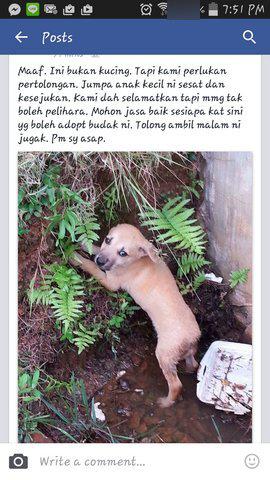 7:51 PM
Posts
Maaf. Ini bukan kucing. Tapi kami perlukan
pertolongan. Jumpa anak kecil ni sesat dan
kesejukan. Kami dah selamatkan tapi mmg tak
boleh pelihara. Mohon jasa baik sesiapa kat sini
yg boleh adopt budak ni. Tolong ambil malam ni
jugak. Pm sy asap.
Write a comment...